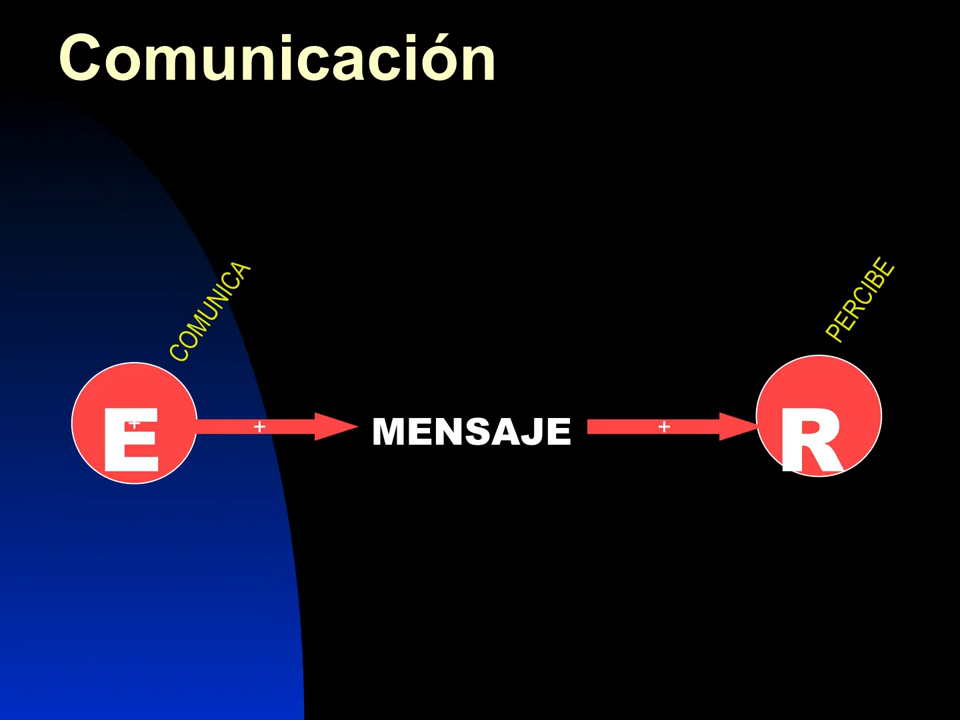 Comunicación
COMUNICA
PERCIBE
E
+
+
MENSAJE
+
R